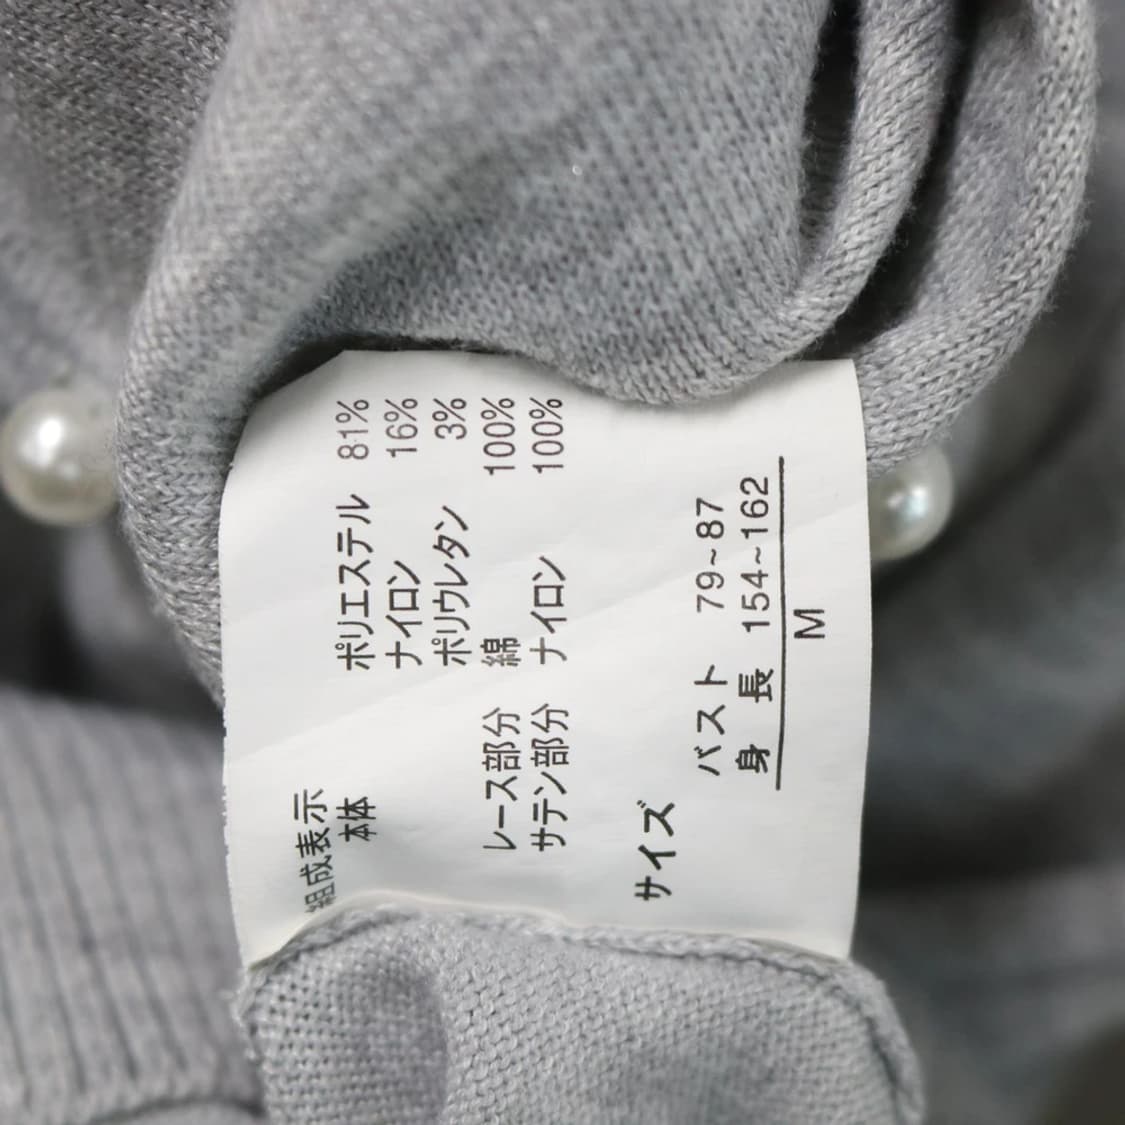 組成表示
本体 ポリエステル 81%
ナイロン 16%
ポリウレタン 3%
レース部分 綿 100%
サテン部分 ナイロン 100%
サイズ
バスト 79~87
身長 154~162
M